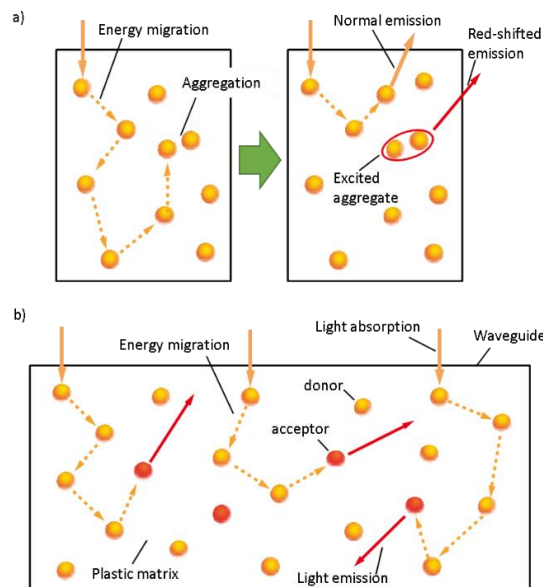 a)
Energy migration
Aggregation
Normal emission
Red-shifted
emission
Excited
aggregate
b)
Energy migration
Light absorption
Waveguide
donor
acceptor
Plastic matrix
Light emission